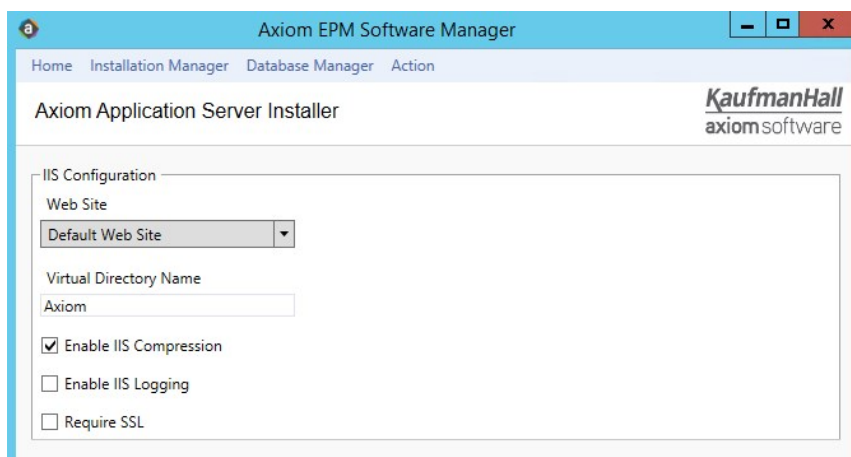 Axiom EPM Software Manager
Home Installation Manager Database Manager Action
Axiom Application Server Installer
KaufmanHall
axiomsoftware
IIS Configuration
Web Site
Default Web Site
Virtual Directory Name
Axiom
Enable IIS Compression
Enable IIS Logging
Require SSL